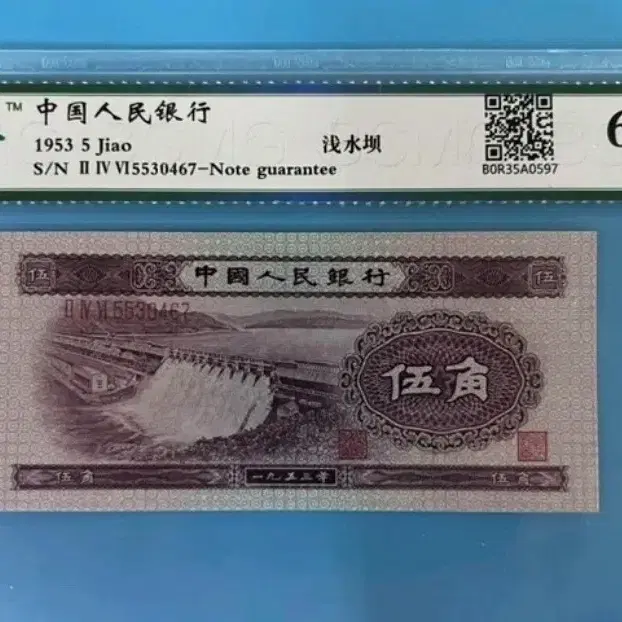 ™ 中国人民银行
1953 5 Jiao
浅水坝
S/N Ⅱ Ⅳ Ⅵ5530467-Note guarantee
B0R35A0597
6
伍 中國人民銀行 伍
Ⅱ Ⅳ Ⅵ 5530467
伍角
伍角 一九五三年 伍角